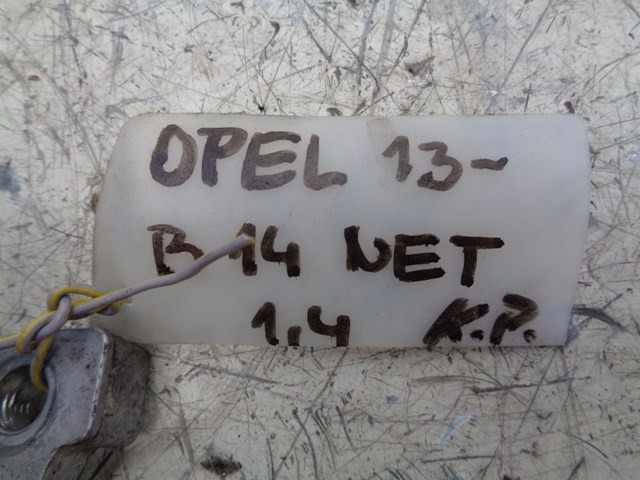 OPEL 13-
B14 NET
1,4 K.P.